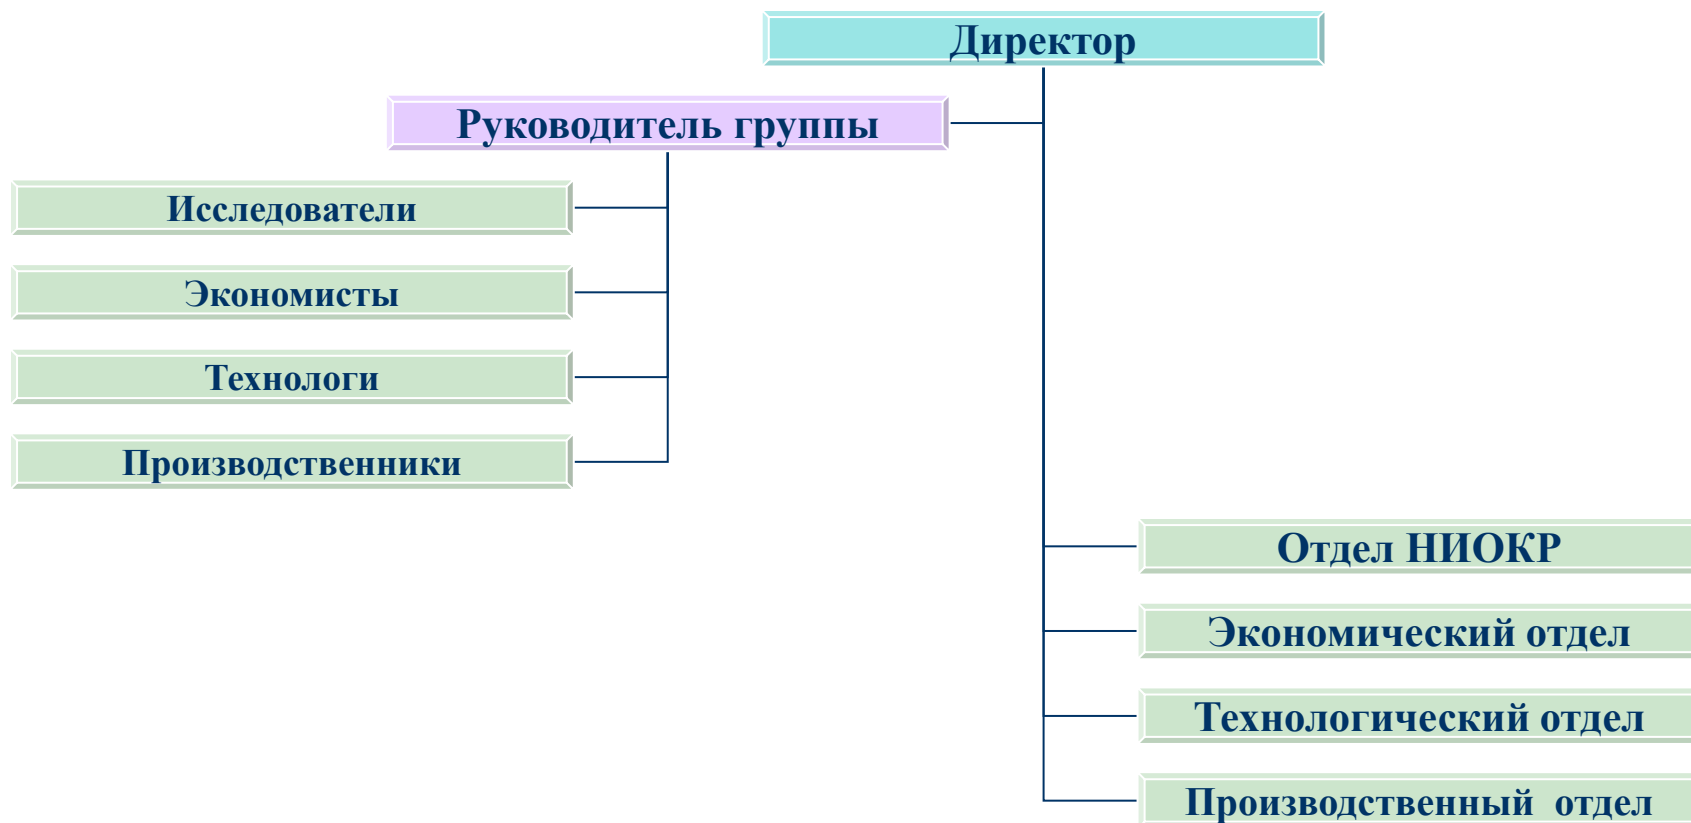 Директор
Руководитель группы
Исследователи
Экономисты
Технологи
Производственники
Отдел НИОКР
Экономический отдел
Технологический отдел
Производственный отдел